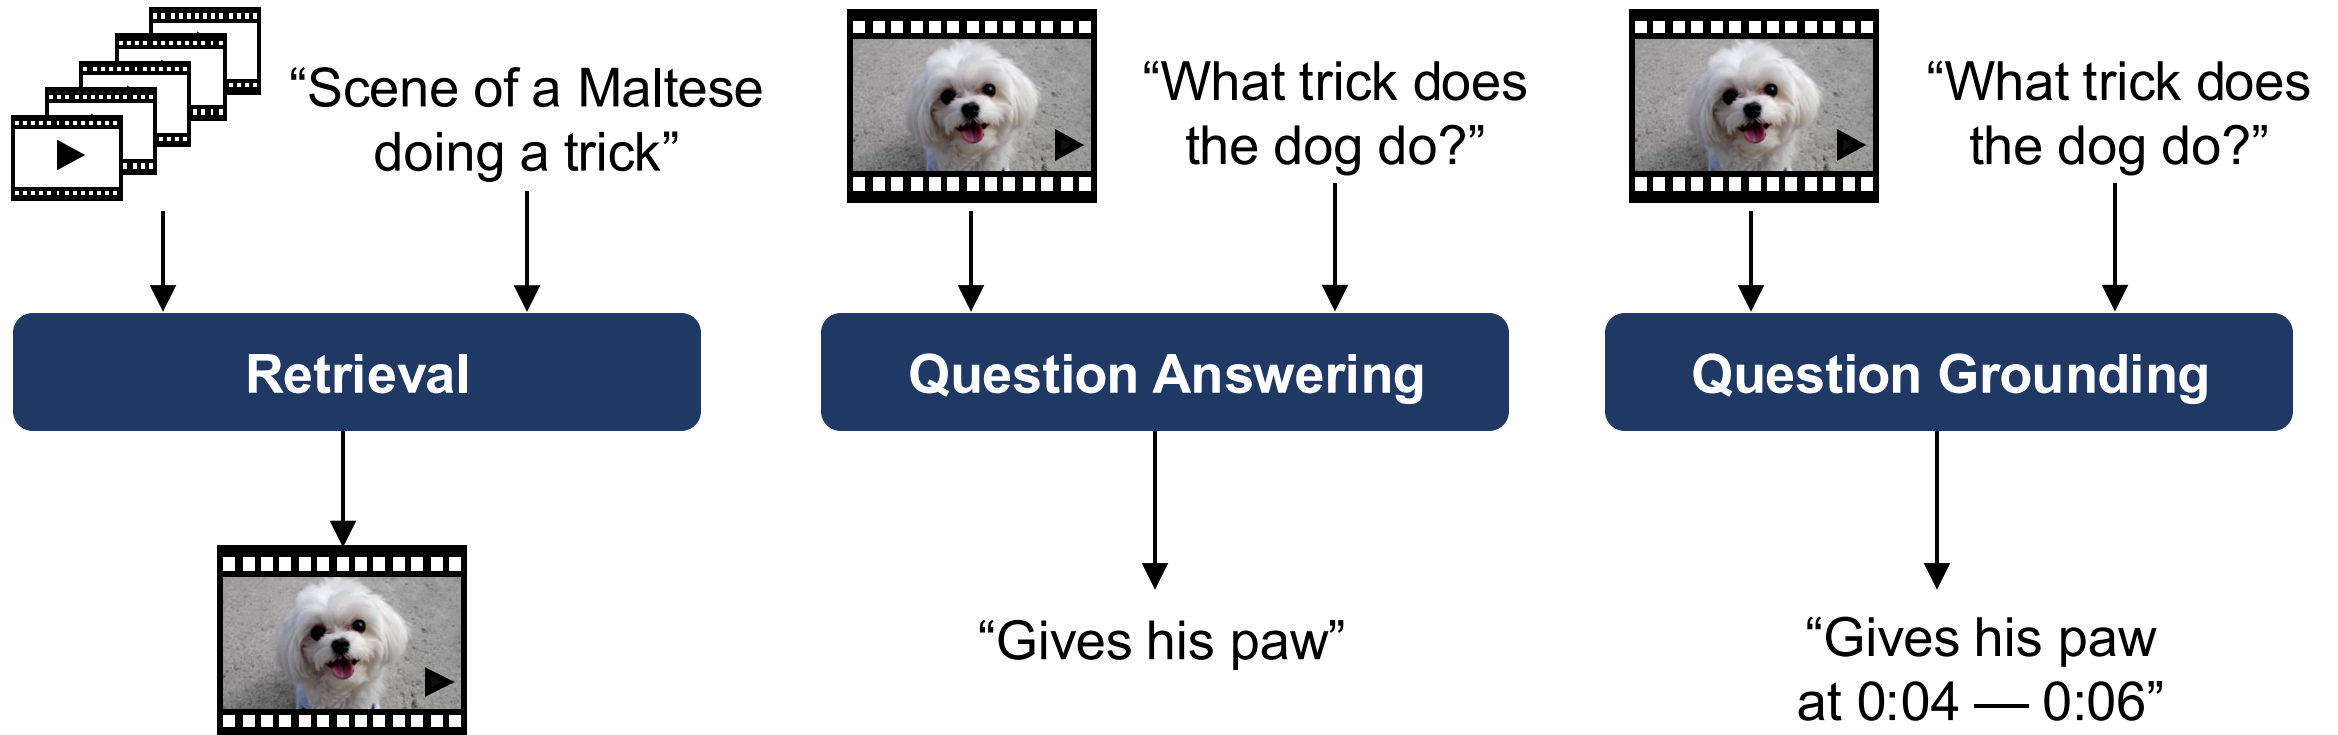 “Scene of a Maltese
doing a trick”
Retrieval
“What trick does
the dog do?”
Question Answering
“Gives his paw”
“What trick does
the dog do?”
Question Grounding
“Gives his paw
at 0:04 — 0:06”